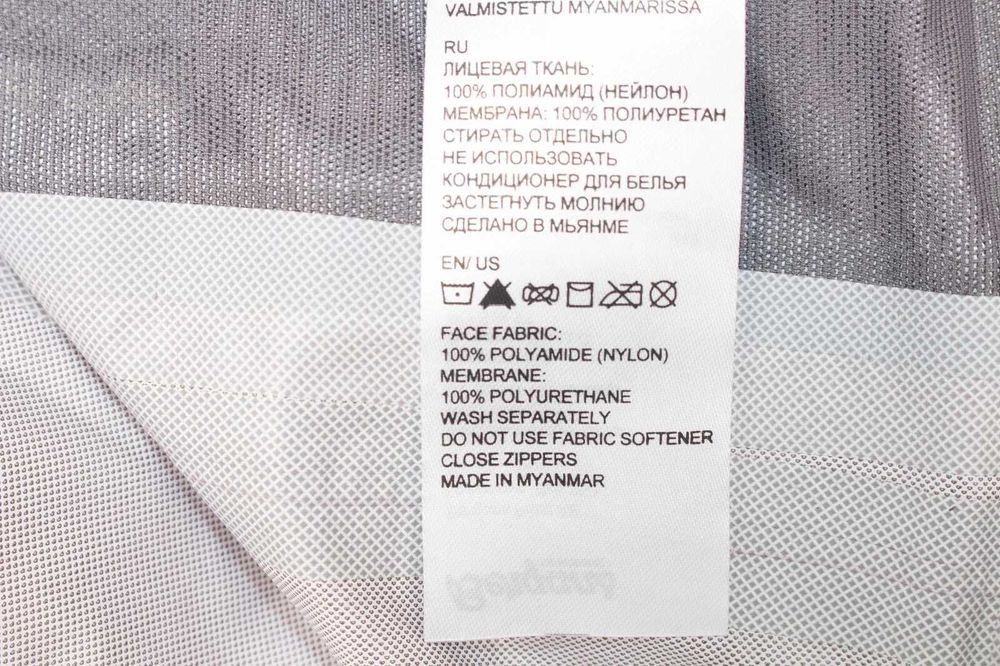 VALMISTETTU MYANMARISSA
RU
ЛИЦЕВАЯ ТКАНЬ:
100% ПОЛИАМИД (НЕЙЛОН)
МЕМБРАНА: 100% ПОЛИУРЕТАН
СТИРАТЬ ОТДЕЛЬНО
НЕ ИСПОЛЬЗОВАТЬ
КОНДИЦИОНЕР ДЛЯ БЕЛЬЯ
ЗАСТЕГНУТЬ МОЛНИЮ
СДЕЛАНО В МЬЯНМЕ
EN/ US
FACE FABRIC:
100% POLYAMIDE (NYLON)
MEMBRANE:
100% POLYURETHANE
WASH SEPARATELY
DO NOT USE FABRIC SOFTENER
CLOSE ZIPPERS
MADE IN MYANMAR